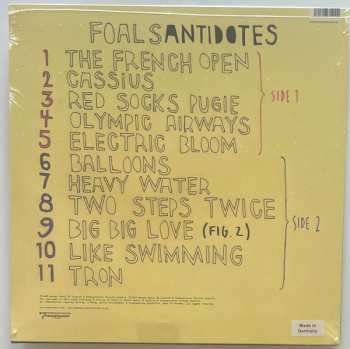 FOALS ANTIDOTES
1 THE FRENCH OPEN
2 CASSIUS
3 RED SOCKS PUGIE
4 OLYMPIC AIRWAYS
5 ELECTRIC BLOOM
SIDE 1
6 BALLOONS
7 HEAVY WATER
8 TWO STEPS TWICE
9 BIG BIG LOVE (FIG. 2)
10 LIKE SWIMMING
11 TRON
SIDE 2
Made in
Germany